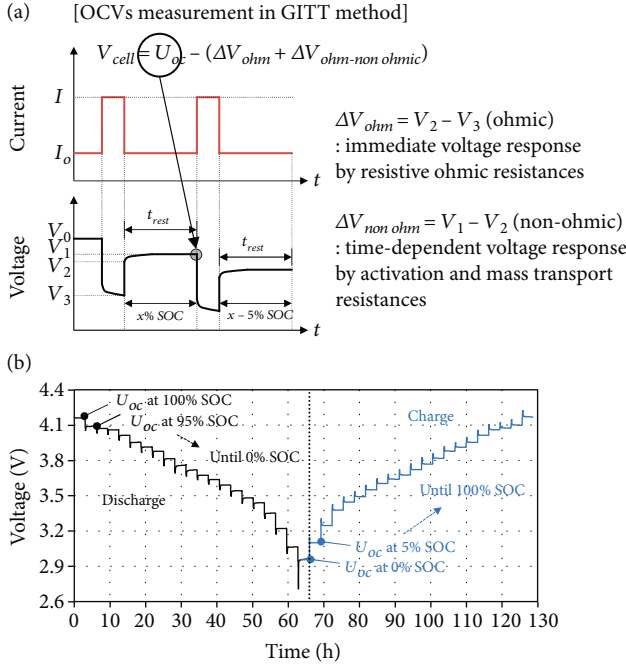 (a) [OCVs measurement in GITT method]
V_cell = U_oc – (ΔV_ohm + ΔV_ohm-non ohmic)
Current
I
I_o
t
ΔV_ohm = V_2 – V_3 (ohmic)
: immediate voltage response
by resistive ohmic resistances
Voltage
V_0
V_1
V_2
V_3
t_rest
t_rest
x% SOC
x – 5% SOC
t
ΔV_non ohm = V_1 – V_2 (non-ohmic)
: time-dependent voltage response
by activation and mass transport
resistances
(b)
Voltage (V)
4.4
4.1
3.8
3.5
3.2
2.9
2.6
U_oc at 100% SOC
U_oc at 95% SOC
Until 0% SOC
Discharge
Charge
Until 100% SOC
U_oc at 5% SOC
U_oc at 0% SOC
0 10 20 30 40 50 60 70 80 90 100 110 120 130
Time (h)